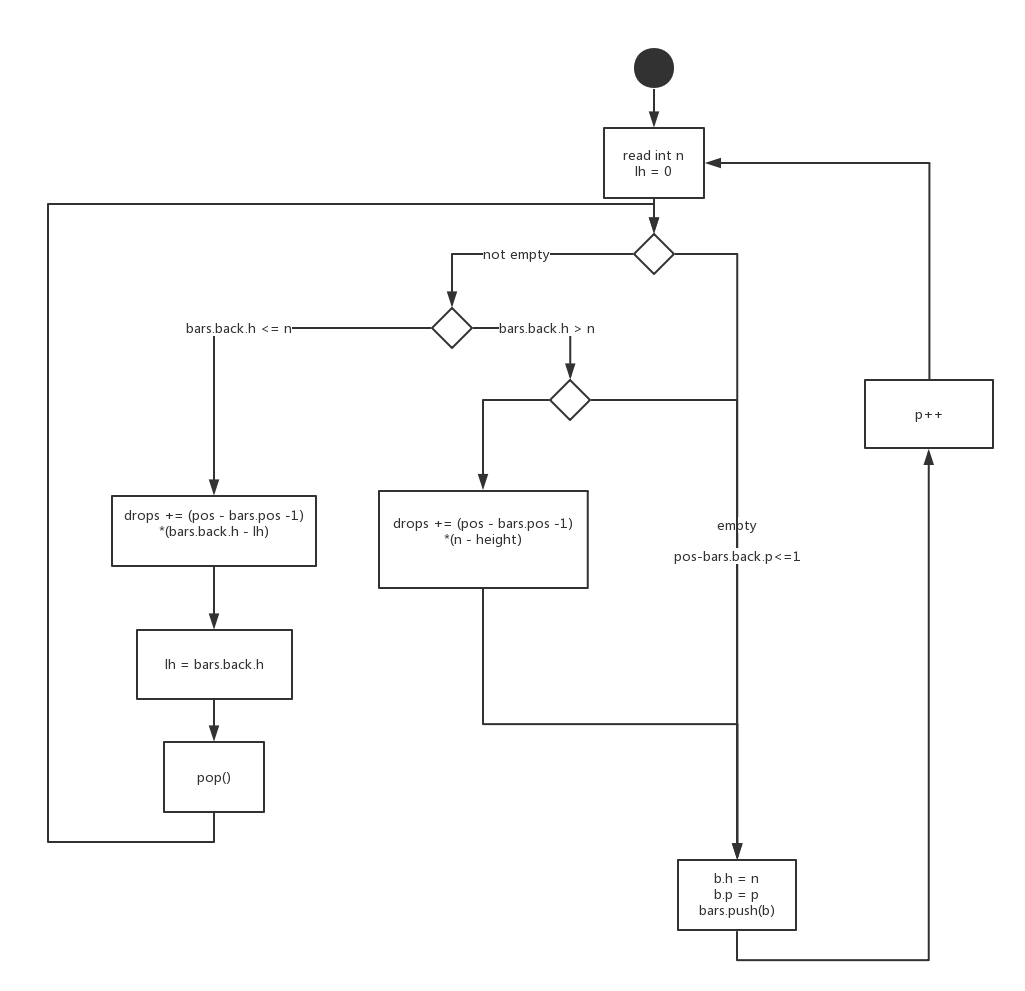 read int n
lh = 0
not empty
bars.back.h <= n
bars.back.h > n
p++
drops += (pos - bars.pos -1)
*(bars.back.h - lh)
drops += (pos - bars.pos -1)
*(n - height)
empty
pos-bars.back.p<=1
lh = bars.back.h
pop()
b.h = n
b.p = p
bars.push(b)